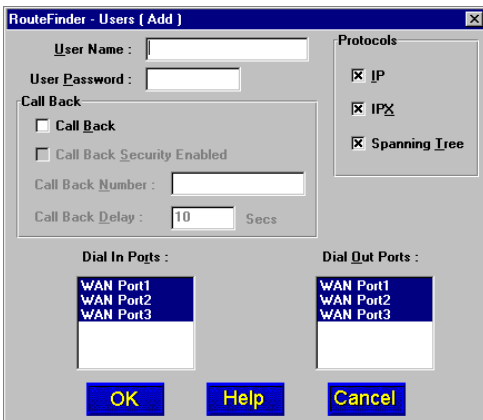 RouteFinder - Users ( Add )
User Name :
User Password :
Call Back
Call Back
Call Back Security Enabled
Call Back Number :
Call Back Delay : 10 Secs
Protocols
IP
IPX
Spanning Tree
Dial In Ports :
WAN Port1
WAN Port2
WAN Port3
Dial Out Ports :
WAN Port1
WAN Port2
WAN Port3
OK
Help
Cancel